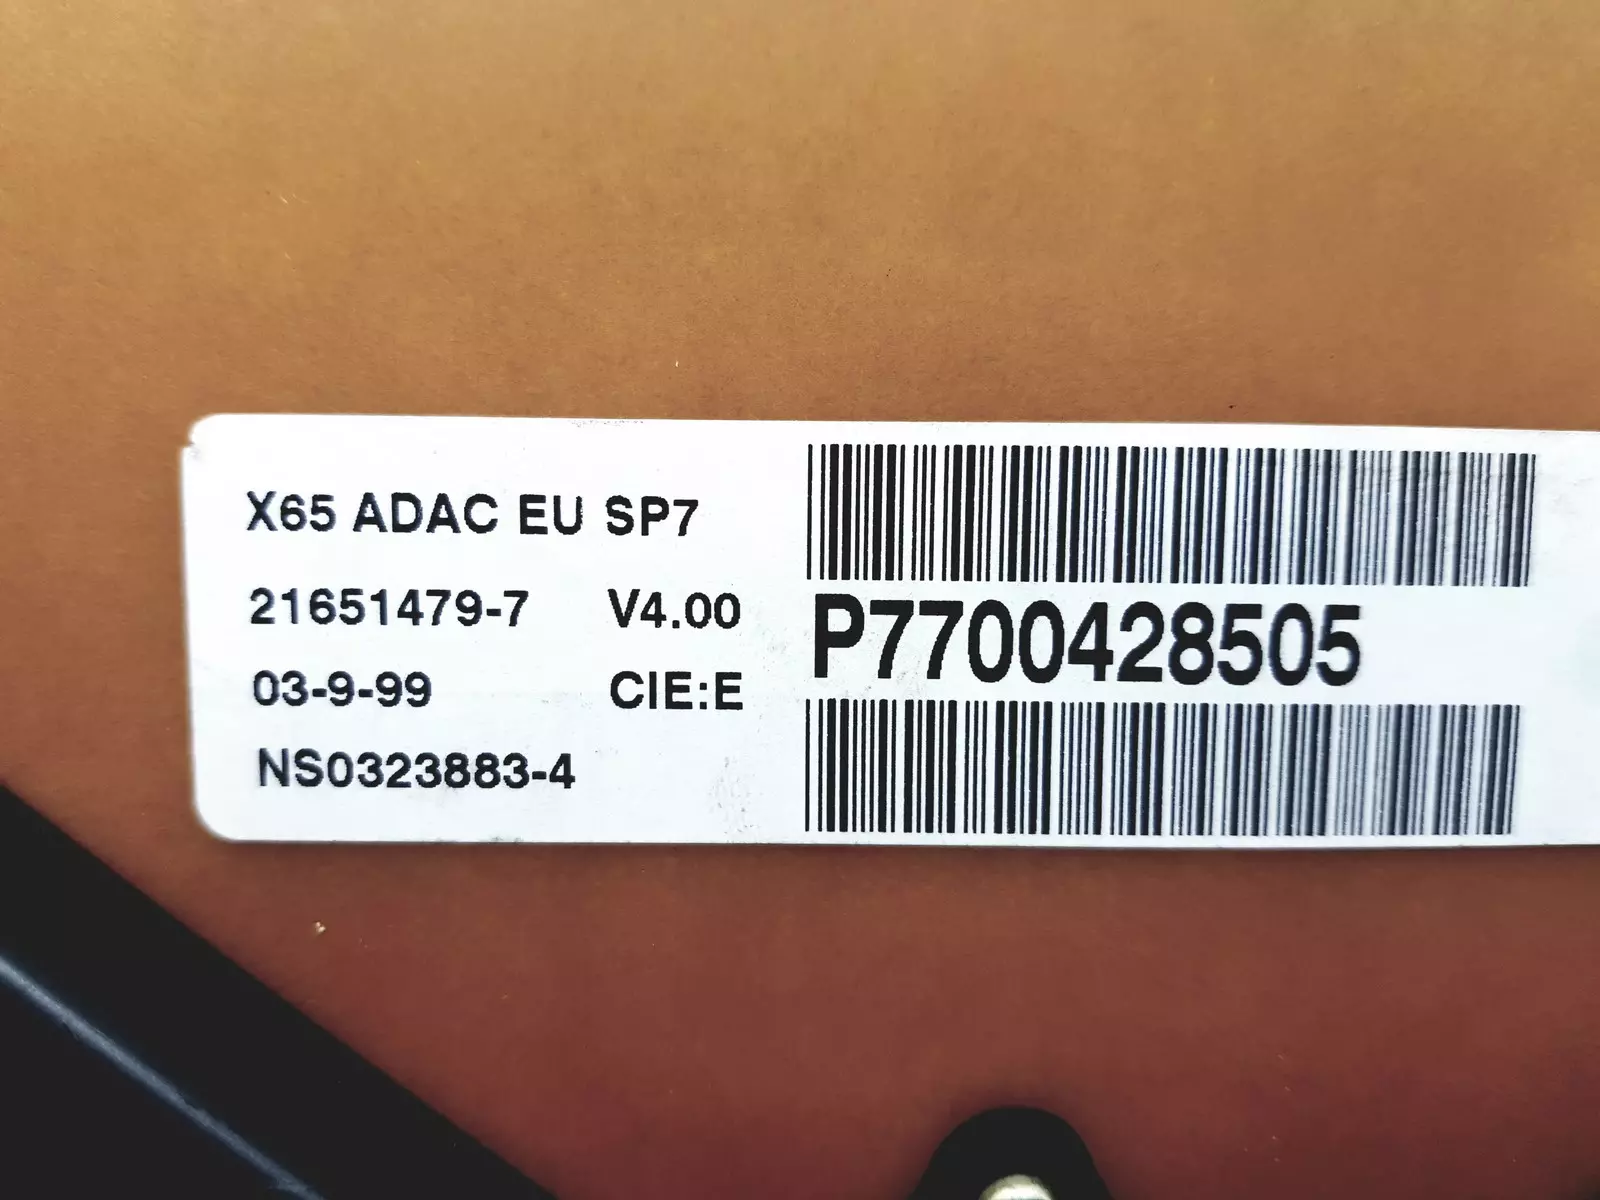 X65 ADAC EU SP7
21651479-7 V4.00
03-9-99 CIE:E
NS0323883-4
P7700428505